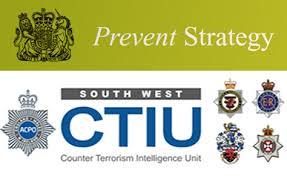 Prevent Strategy
SOUTH WEST
CTIU
Counter Terrorism Intelligence Unit
ACPO